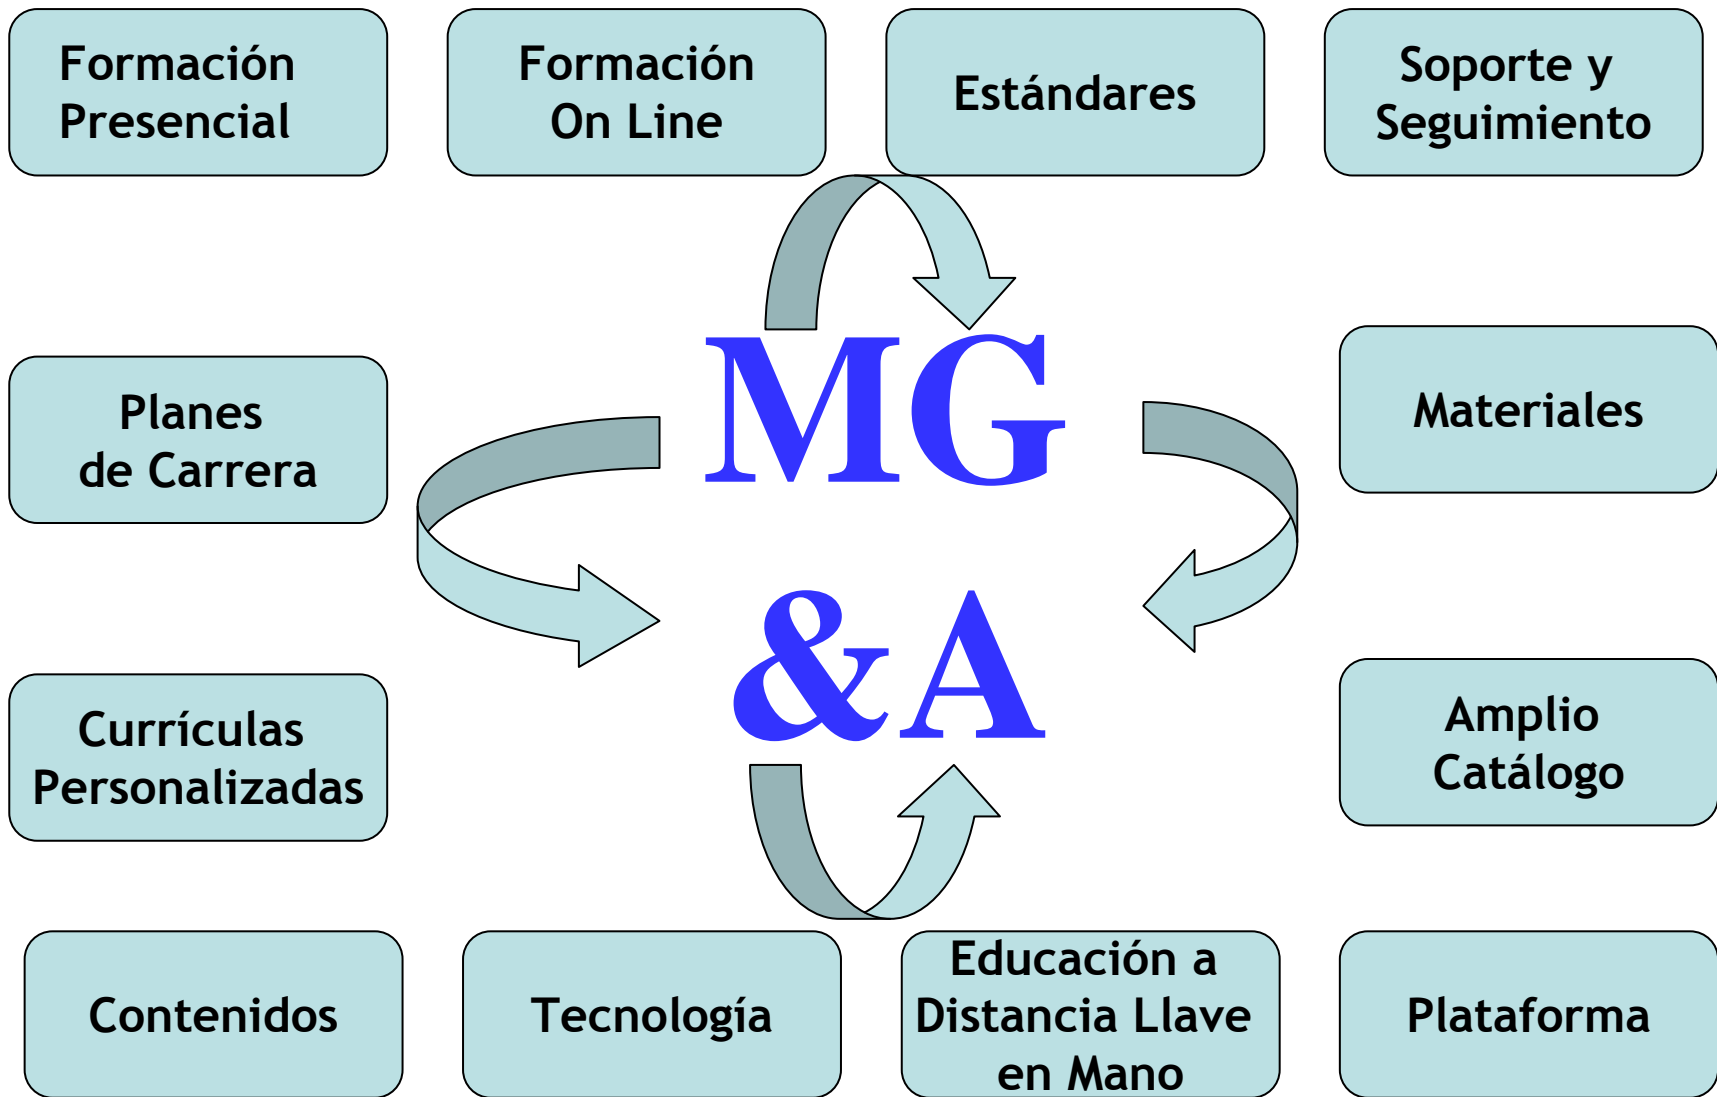 Formación
Presencial
Formación
On Line
Estándares
Soporte y
Seguimiento
Planes
de Carrera
MG
&A
Materiales
Currículas
Personalizadas
Amplio
Catálogo
Contenidos
Tecnología
Educación a
Distancia Llave
en Mano
Plataforma